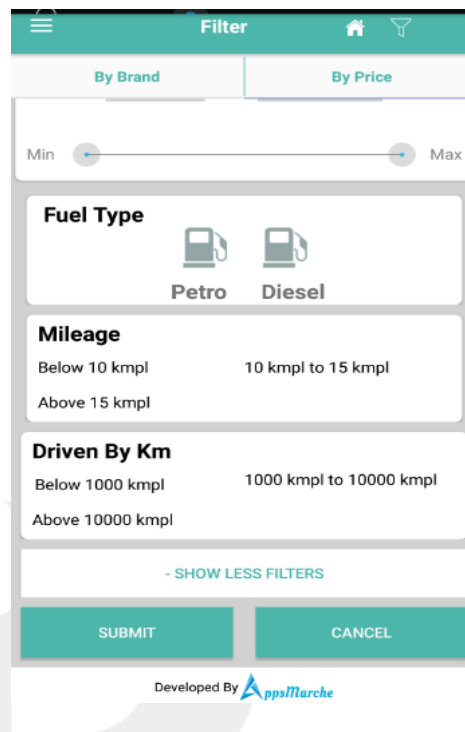 Filter
By Brand By Price
Min Max
Fuel Type
Petro Diesel
Mileage
Below 10 kmpl 10 kmpl to 15 kmpl
Above 15 kmpl
Driven By Km
Below 1000 kmpl 1000 kmpl to 10000 kmpl
Above 10000 kmpl
- SHOW LESS FILTERS
SUBMIT CANCEL
Developed By AppsMarche